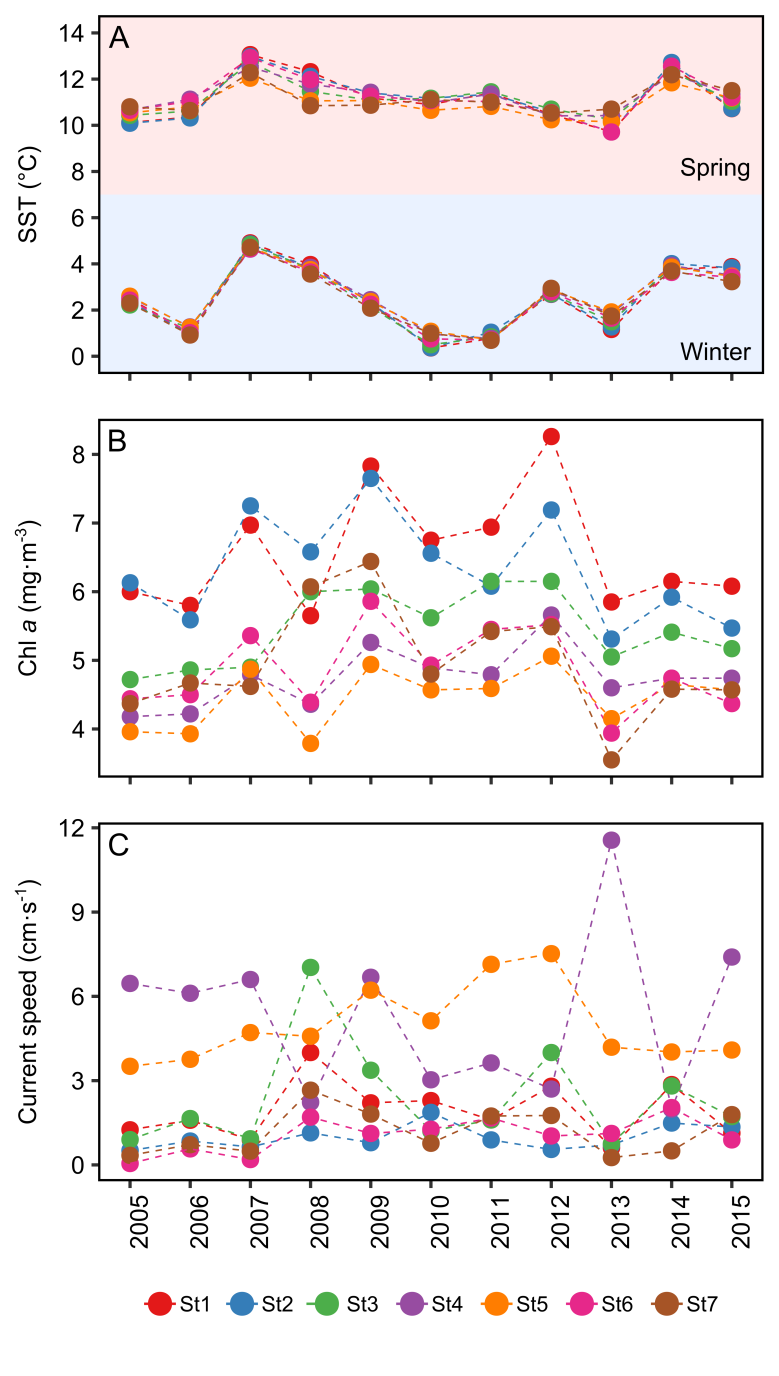 A
14
12
10
8
6
4
2
0
SST (°C)
Spring
Winter
B
8
7
6
5
4
Chl a (mg·m⁻³)
C
12
9
6
3
0
Current speed (cm·s⁻¹)
2005 2006 2007 2008 2009 2010 2011 2012 2013 2014 2015
St1 St2 St3 St4 St5 St6 St7